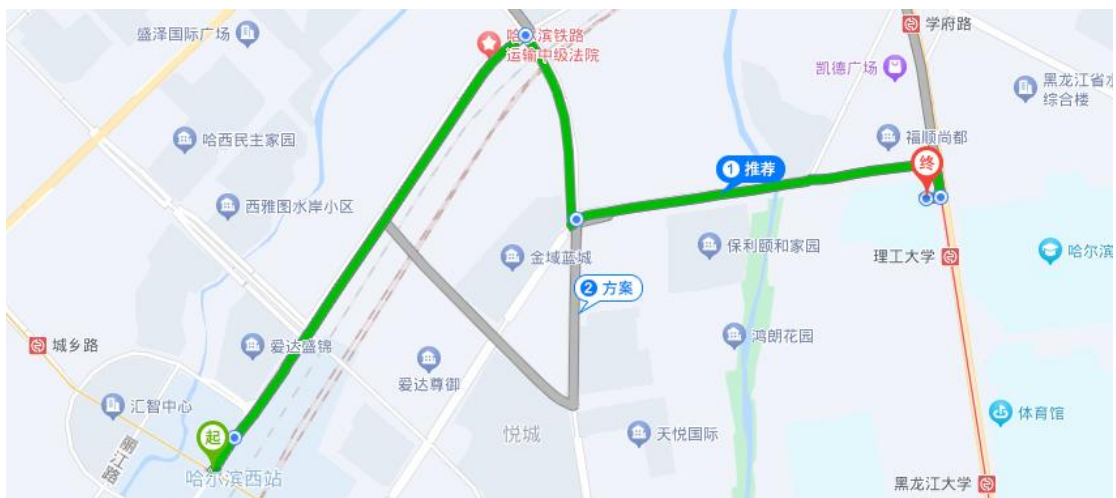 学府路
盛泽国际广场
哈尔滨铁路
运输中级法院
凯德广场
黑龙江省水
综合楼
哈西民主家园
福顺尚都
终
1 推荐
西雅图水岸小区
金域蓝城
保利颐和家园
理工大学
哈尔滨
2 方案
城乡路
爱达盛锦
鸿朗花园
爱达尊御
汇智中心
体育馆
起
悦城
天悦国际
丽江路
哈尔滨西站
黑龙江大学